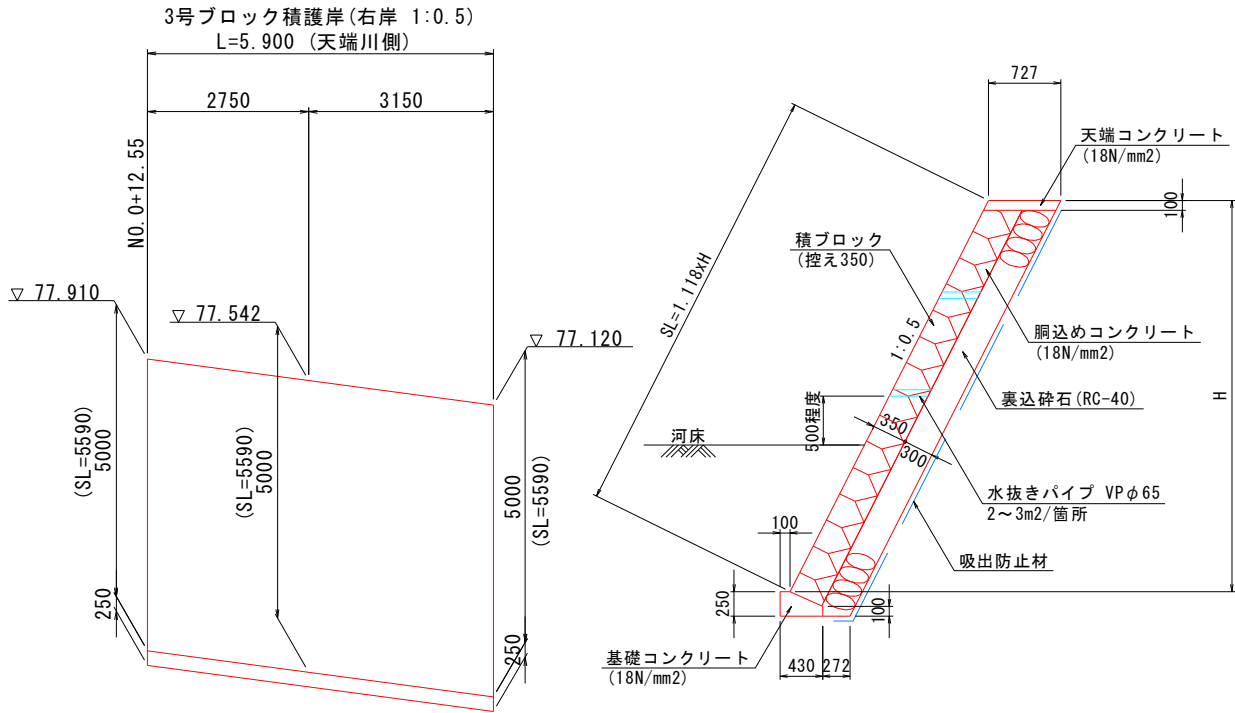 3号ブロック積護岸(右岸 1:0.5)
L=5.900 (天端川側)
2750
3150
NO.0+12.55
▽ 77.910
▽ 77.542
▽ 77.120
(SL=5590)
5000
(SL=5590)
5000
5000
(SL=5590)
250
250
727
天端コンクリート
(18N/mm2)
100
積ブロック
(控え350)
SL=1.118xH
1:0.5
胴込めコンクリート
(18N/mm2)
裏込砕石(RC-40)
H
500程度
河床
350
300
水抜きパイプ VPφ65
2〜3m2/箇所
100
吸出防止材
250
100
基礎コンクリート
(18N/mm2)
430
272